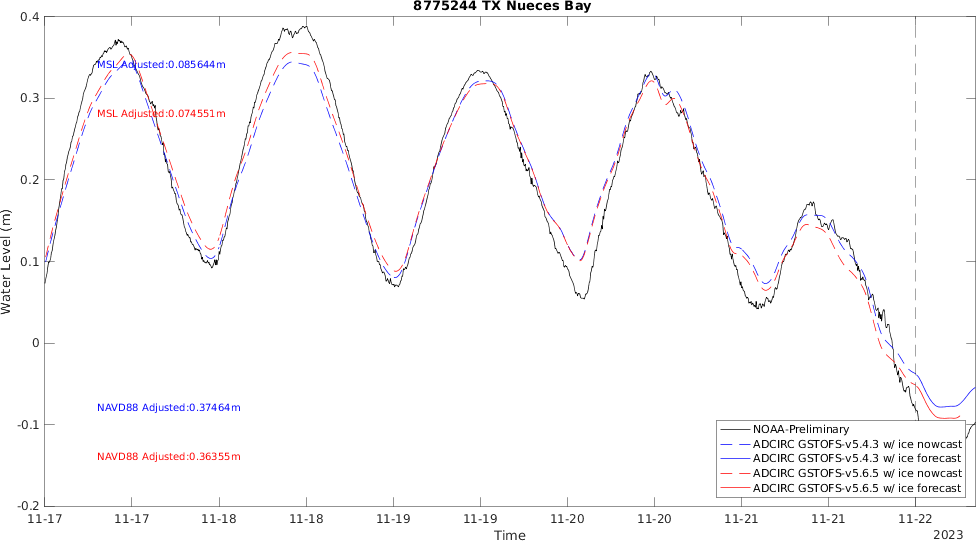 8775244 TX Nueces Bay
0.4
MSL Adjusted:0.085644m
0.3
MSL Adjusted:0.074551m
0.2
0.1
0
NAVD88 Adjusted:0.37464m
-0.1
NAVD88 Adjusted:0.36355m
-0.2
Water Level (m)
NOAA-Preliminary
ADCIRC GSTOFS-v5.4.3 w/ ice nowcast
ADCIRC GSTOFS-v5.4.3 w/ ice forecast
ADCIRC GSTOFS-v5.6.5 w/ ice nowcast
ADCIRC GSTOFS-v5.6.5 w/ ice forecast
11-17 11-17 11-18 11-18 11-19 11-19 11-20 11-20 11-21 11-21 11-22
Time
2023